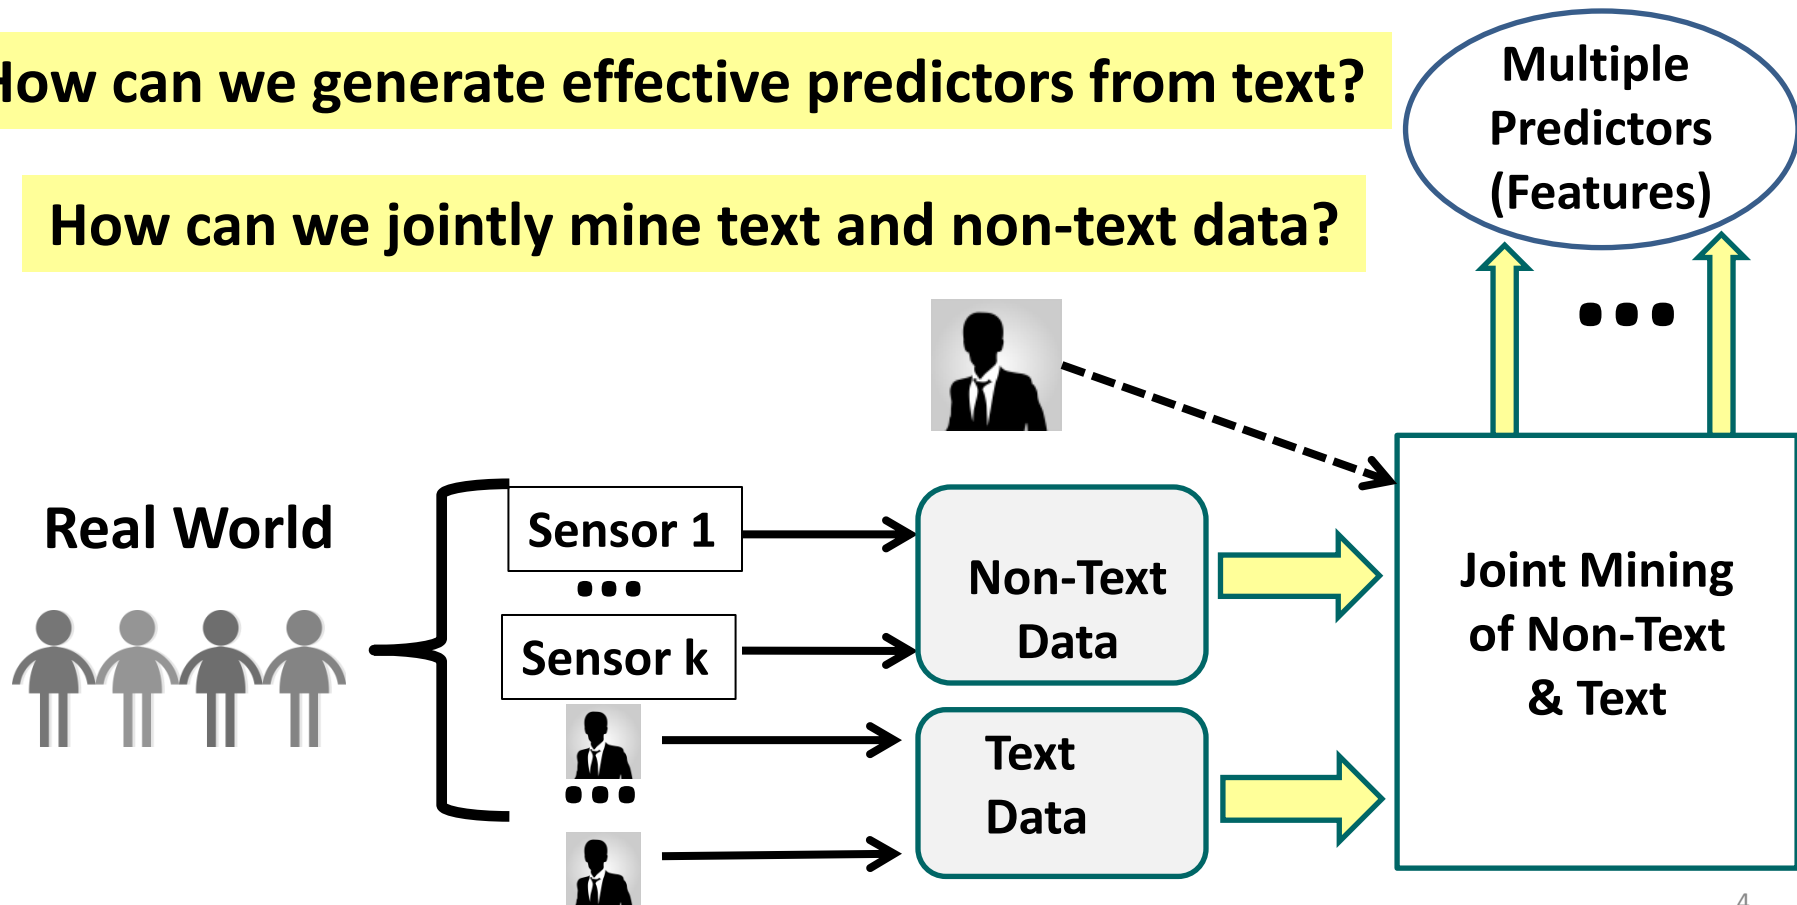 How can we generate effective predictors from text?
How can we jointly mine text and non-text data?
Multiple
Predictors
(Features)
...
Real World
Sensor 1
...
Sensor k
...
Non-Text
Data
Text
Data
Joint Mining
of Non-Text
& Text
4